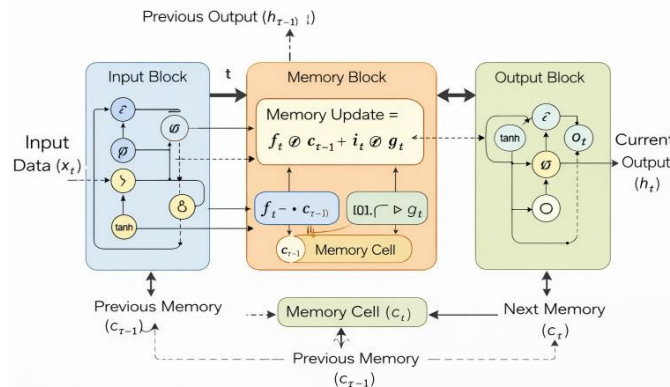 Previous Output (h_{τ-1})
Input Block
t
Memory Block
Output Block
Memory Update =
f_t ⊘ c_{τ-1} + i_t ⊘ g_t
Input
Data (x_t)
tanh
tanh
o_t
Current
Output
(h_t)
f_t - • c_{τ-1)
g_t
c_{τ-1}
Memory Cell
Previous Memory
(c_{τ-1})
Memory Cell (c_t)
Next Memory
(c_τ)
Previous Memory
(c_{τ-1})